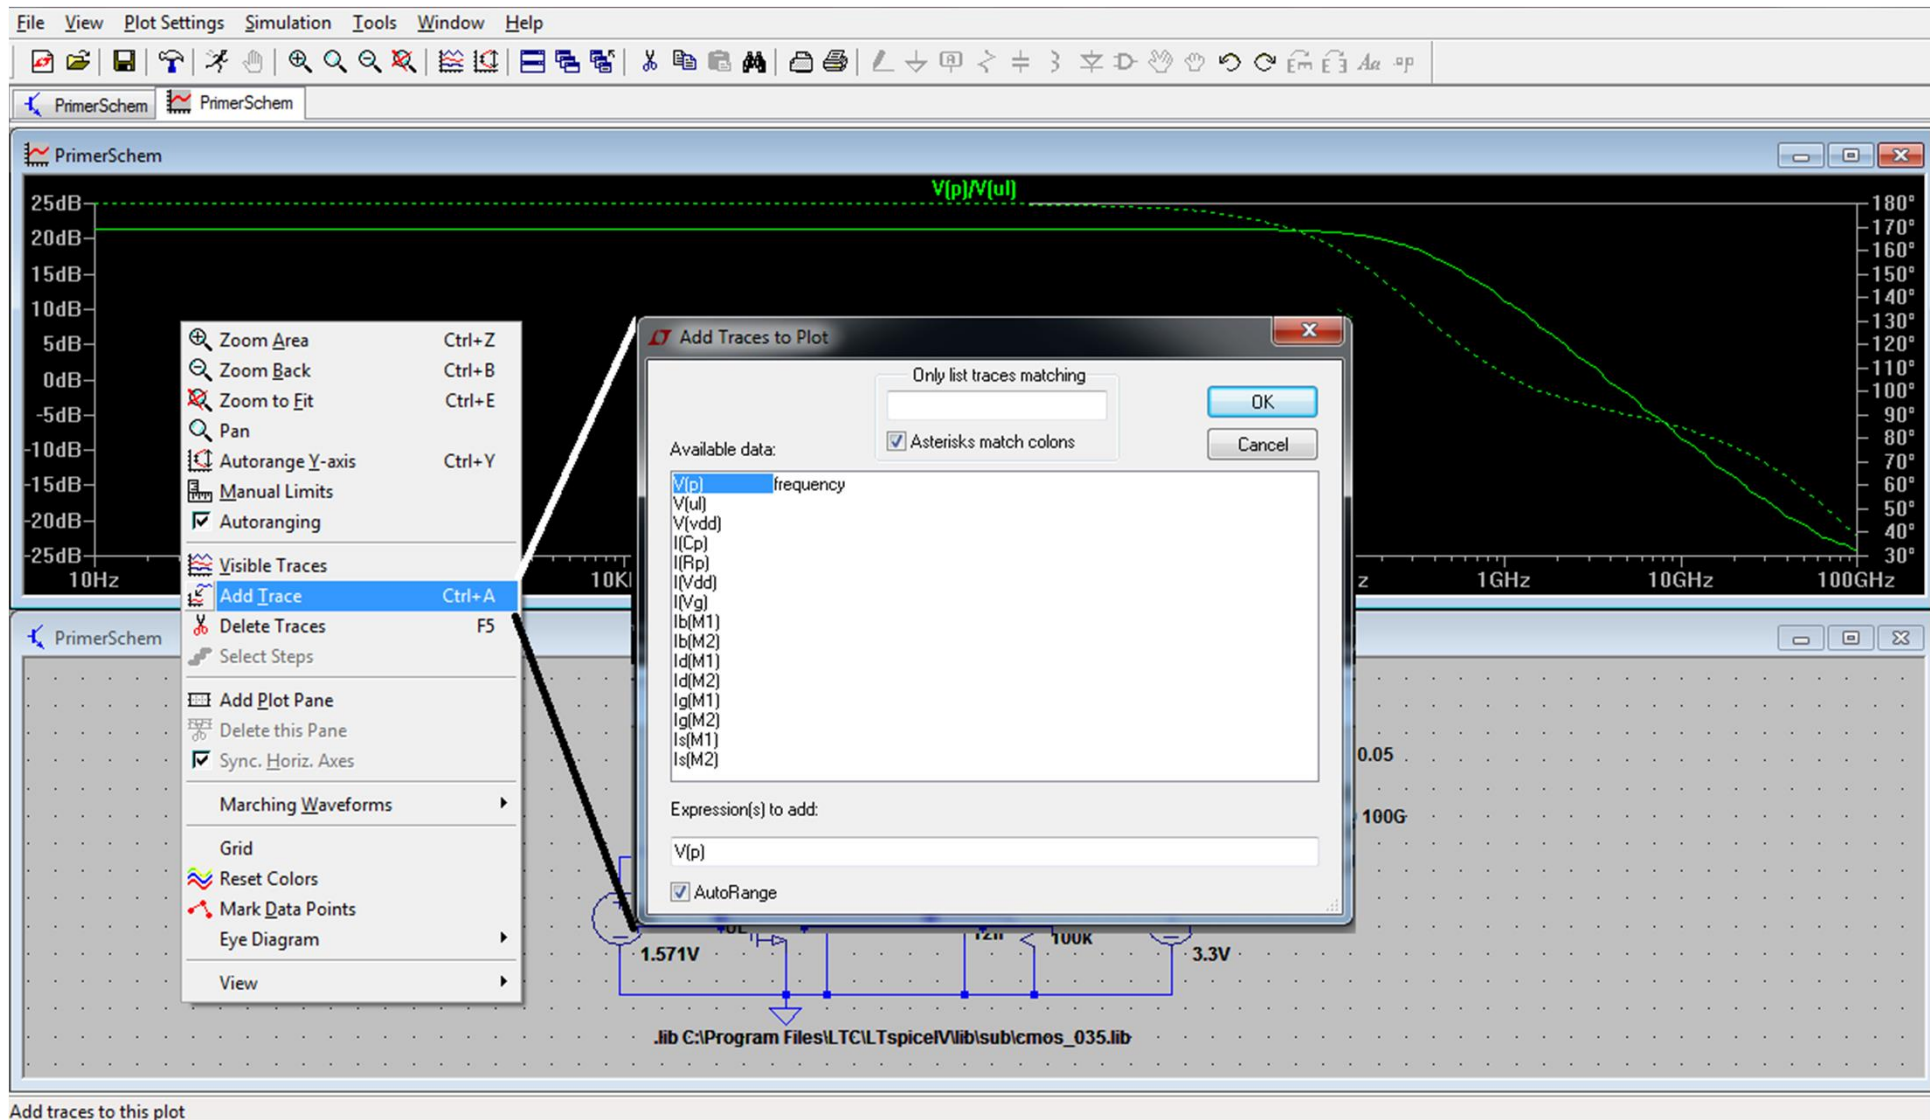 File View Plot Settings Simulation Tools Window Help
PrimerSchem PrimerSchem
PrimerSchem
V(p)/V(ul)
25dB
20dB
15dB
10dB
5dB
0dB
-5dB
-10dB
-15dB
-20dB
-25dB
180°
170°
160°
150°
140°
130°
120°
110°
100°
90°
80°
70°
60°
50°
40°
30°
10Hz 1GHz 10GHz 100GHz
Zoom Area Ctrl+Z
Zoom Back Ctrl+B
Zoom to Fit Ctrl+E
Pan
Autorange Y-axis Ctrl+Y
Manual Limits
Autoranging
Visible Traces
Add Trace Ctrl+A
Delete Traces F5
Select Steps
Add Plot Pane
Delete this Pane
Sync. Horiz. Axes
Marching Waveforms
Grid
Reset Colors
Mark Data Points
Eye Diagram
View
Add Traces to Plot
Only list traces matching
OK
Asterisks match colons
Cancel
Available data:
V(p) frequency
V(ul)
V(vdd)
I(Cp)
I(Rp)
I(Vdd)
I(Vg)
Ib(M1)
Ib(M2)
Id(M1)
Id(M2)
Ig(M1)
Ig(M2)
Is(M1)
Is(M2)
Expression(s) to add:
V(p)
AutoRange
PrimerSchem
0.05
100G
1.571V 100K 3.3V
.lib C:\Program Files\LTC\LTspiceIV\lib\sub\cmos_035.lib
Add traces to this plot